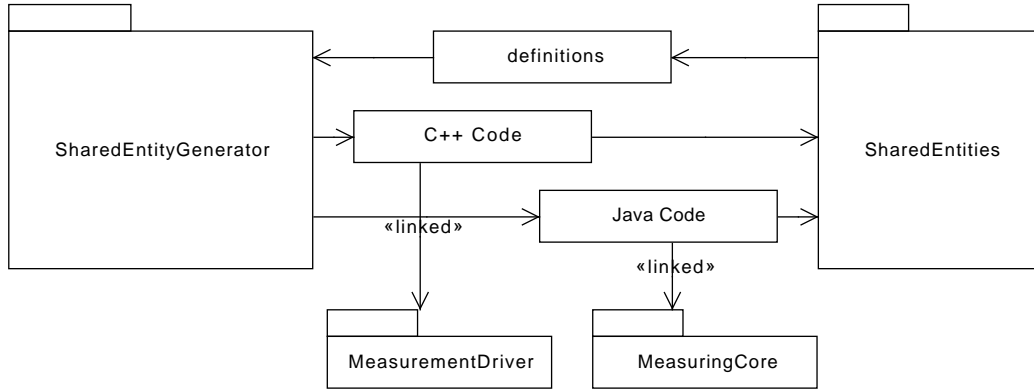 definitions
C++ Code
SharedEntityGenerator
SharedEntities
Java Code
«linked»
«linked»
MeasurementDriver
MeasuringCore